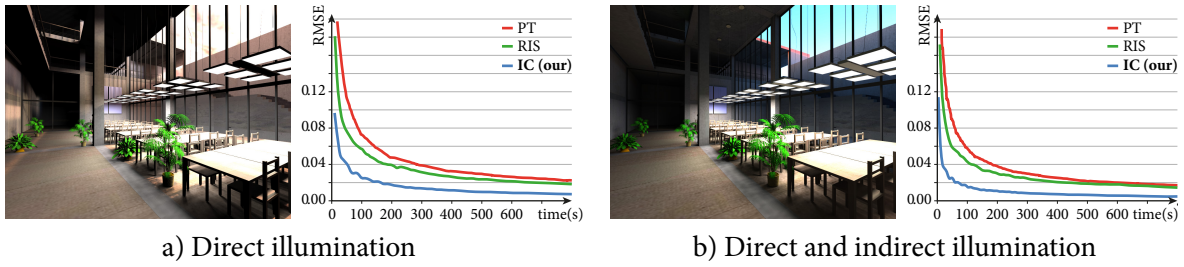 RMSE
PT
RIS
IC (our)
0.12
0.08
0.04
0.00
0 100 200 300 400 500 600 time(s)
RMSE
PT
RIS
IC (our)
0.12
0.08
0.04
0.00
0 100 200 300 400 500 600 time(s)
a) Direct illumination
b) Direct and indirect illumination